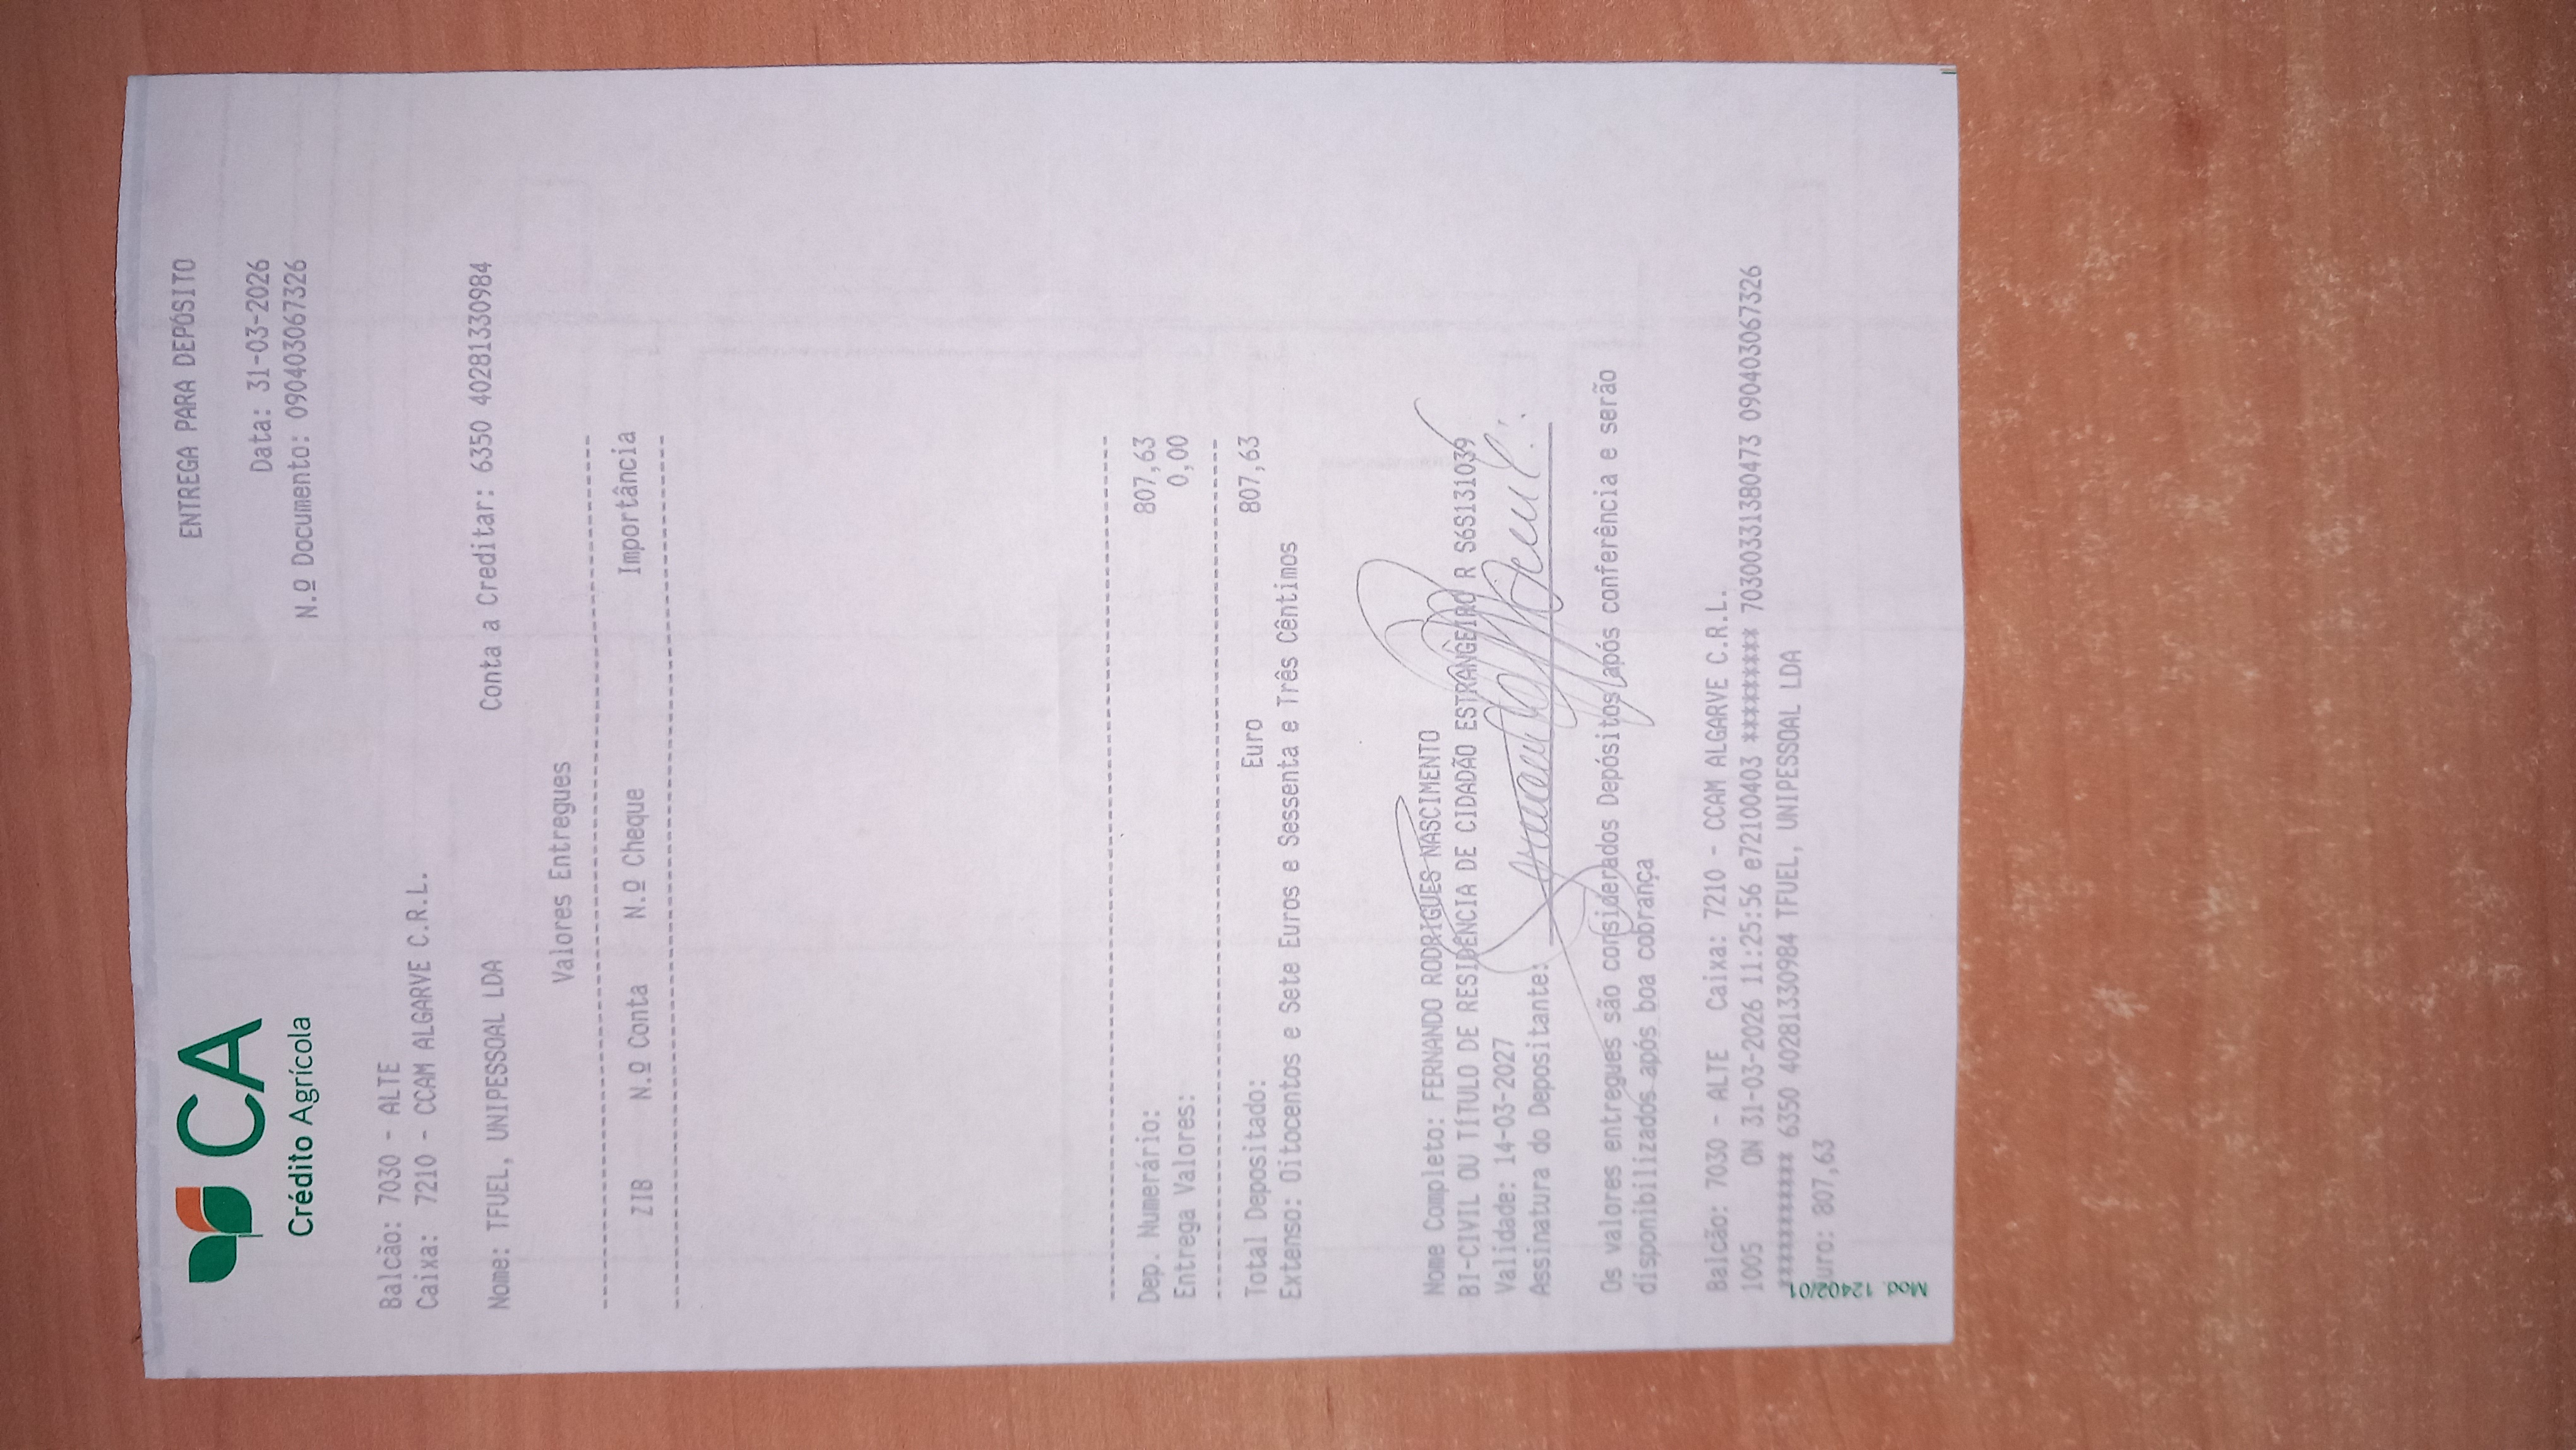 CA
Crédito Agrícola
ENTREGA PARA DEPÓSITO
Data: 31-03-2026
N.º Documento: 090403067326
Balcão: 7030 - ALTE
Caixa: 7210 - CCAM ALGARVE C.R.L.
Nome: TFUEL, UNIPESSOAL LDA Conta a Creditar: 6350 40281330984
Valores Entregues
----------------------------------------
ZIB N.º Conta N.º Cheque Importância
----------------------------------------
----------------------------------------
Dep. Numerário: 807,63
Entrega Valores: 0,00
----------------------------------------
Total Depositado: Euro 807,63
Extenso: Oitocentos e Sete Euros e Sessenta e Três Cêntimos
Nome Completo: FERNANDO RODRIGUES NASCIMENTO
BI-CIVIL OU TÍTULO DE RESIDÊNCIA DE CIDADÃO ESTRANGEIRO R S6S131039
Validade: 14-03-2027
Assinatura do Depositante:
Os valores entregues são considerados Depósitos após conferência e serão
disponibilizados após boa cobrança
Balcão: 7030 - ALTE Caixa: 7210 - CCAM ALGARVE C.R.L.
1005 ON 31-03-2026 11:25:56 e72100403 ******** 70300331380473 090403067326
*********** 6350 40281330984 TFUEL, UNIPESSOAL LDA
uro: 807,63
Mod. 12402/01